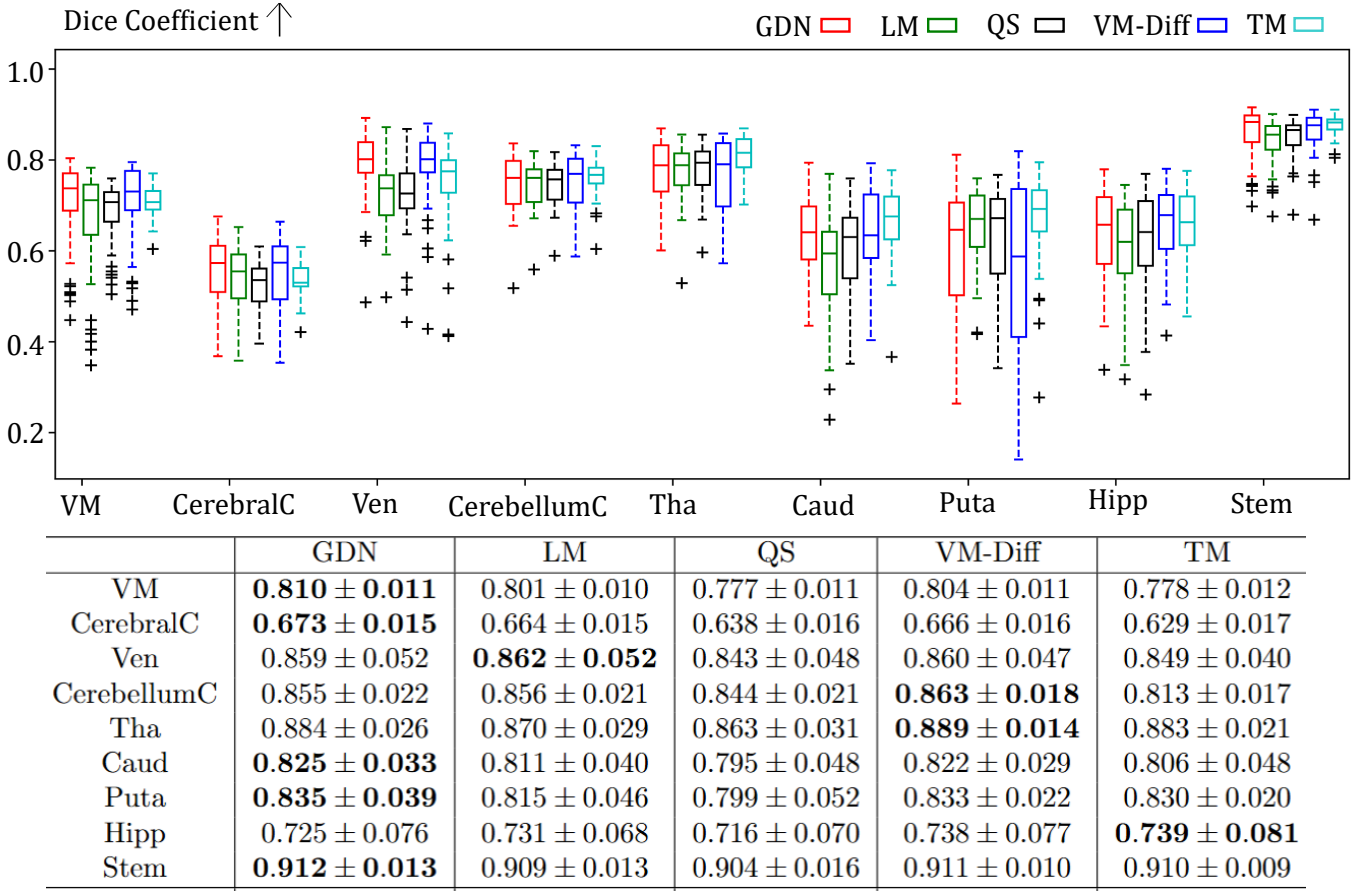 Dice Coefficient ↑ GDN LM QS VM-Diff TM
1.0
0.8
0.6
0.4
0.2
VM CerebralC Ven CerebellumC Tha Caud Puta Hipp Stem
GDN LM QS VM-Diff TM
VM 0.810 ± 0.011 0.801 ± 0.010 0.777 ± 0.011 0.804 ± 0.011 0.778 ± 0.012
CerebralC 0.673 ± 0.015 0.664 ± 0.015 0.638 ± 0.016 0.666 ± 0.016 0.629 ± 0.017
Ven 0.859 ± 0.052 0.862 ± 0.052 0.843 ± 0.048 0.860 ± 0.047 0.849 ± 0.040
CerebellumC 0.855 ± 0.022 0.856 ± 0.021 0.844 ± 0.021 0.863 ± 0.018 0.813 ± 0.017
Tha 0.884 ± 0.026 0.870 ± 0.029 0.863 ± 0.031 0.889 ± 0.014 0.883 ± 0.021
Caud 0.825 ± 0.033 0.811 ± 0.040 0.795 ± 0.048 0.822 ± 0.029 0.806 ± 0.048
Puta 0.835 ± 0.039 0.815 ± 0.046 0.799 ± 0.052 0.833 ± 0.022 0.830 ± 0.020
Hipp 0.725 ± 0.076 0.731 ± 0.068 0.716 ± 0.070 0.738 ± 0.077 0.739 ± 0.081
Stem 0.912 ± 0.013 0.909 ± 0.013 0.904 ± 0.016 0.911 ± 0.010 0.910 ± 0.009